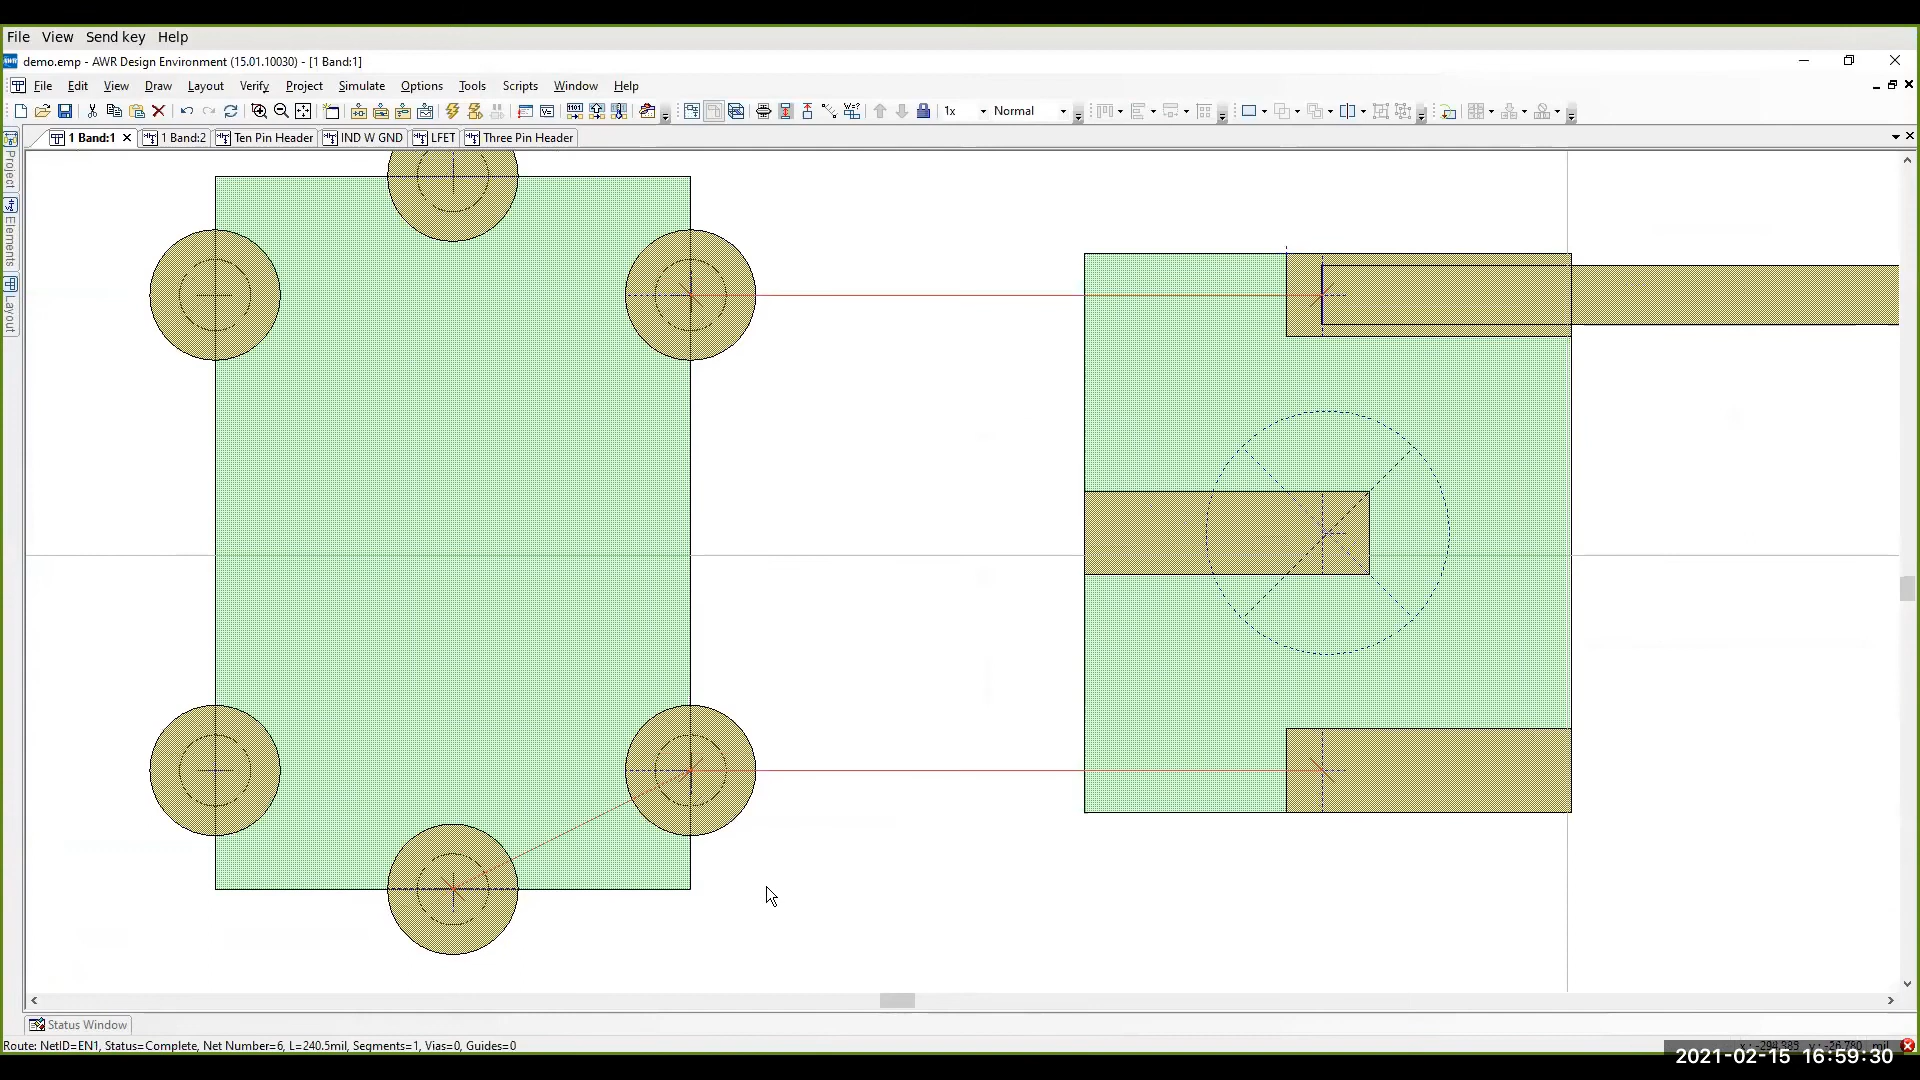 File View Send key Help
demo.emp - AWR Design Environment (15.01.10030) - [1 Band:1]
File Edit View Draw Layout Verify Project Simulate Options Tools Scripts Window Help
1x Normal
1 Band:1 1 Band:2 Ten Pin Header IND W GND LFET Three Pin Header
Project
Elements
Layout
Status Window
Route: NetID=EN1, Status=Complete, Net Number=6, L=240.5mil, Segments=1, Vias=0, Guides=0
2021-02-15 16:59:30